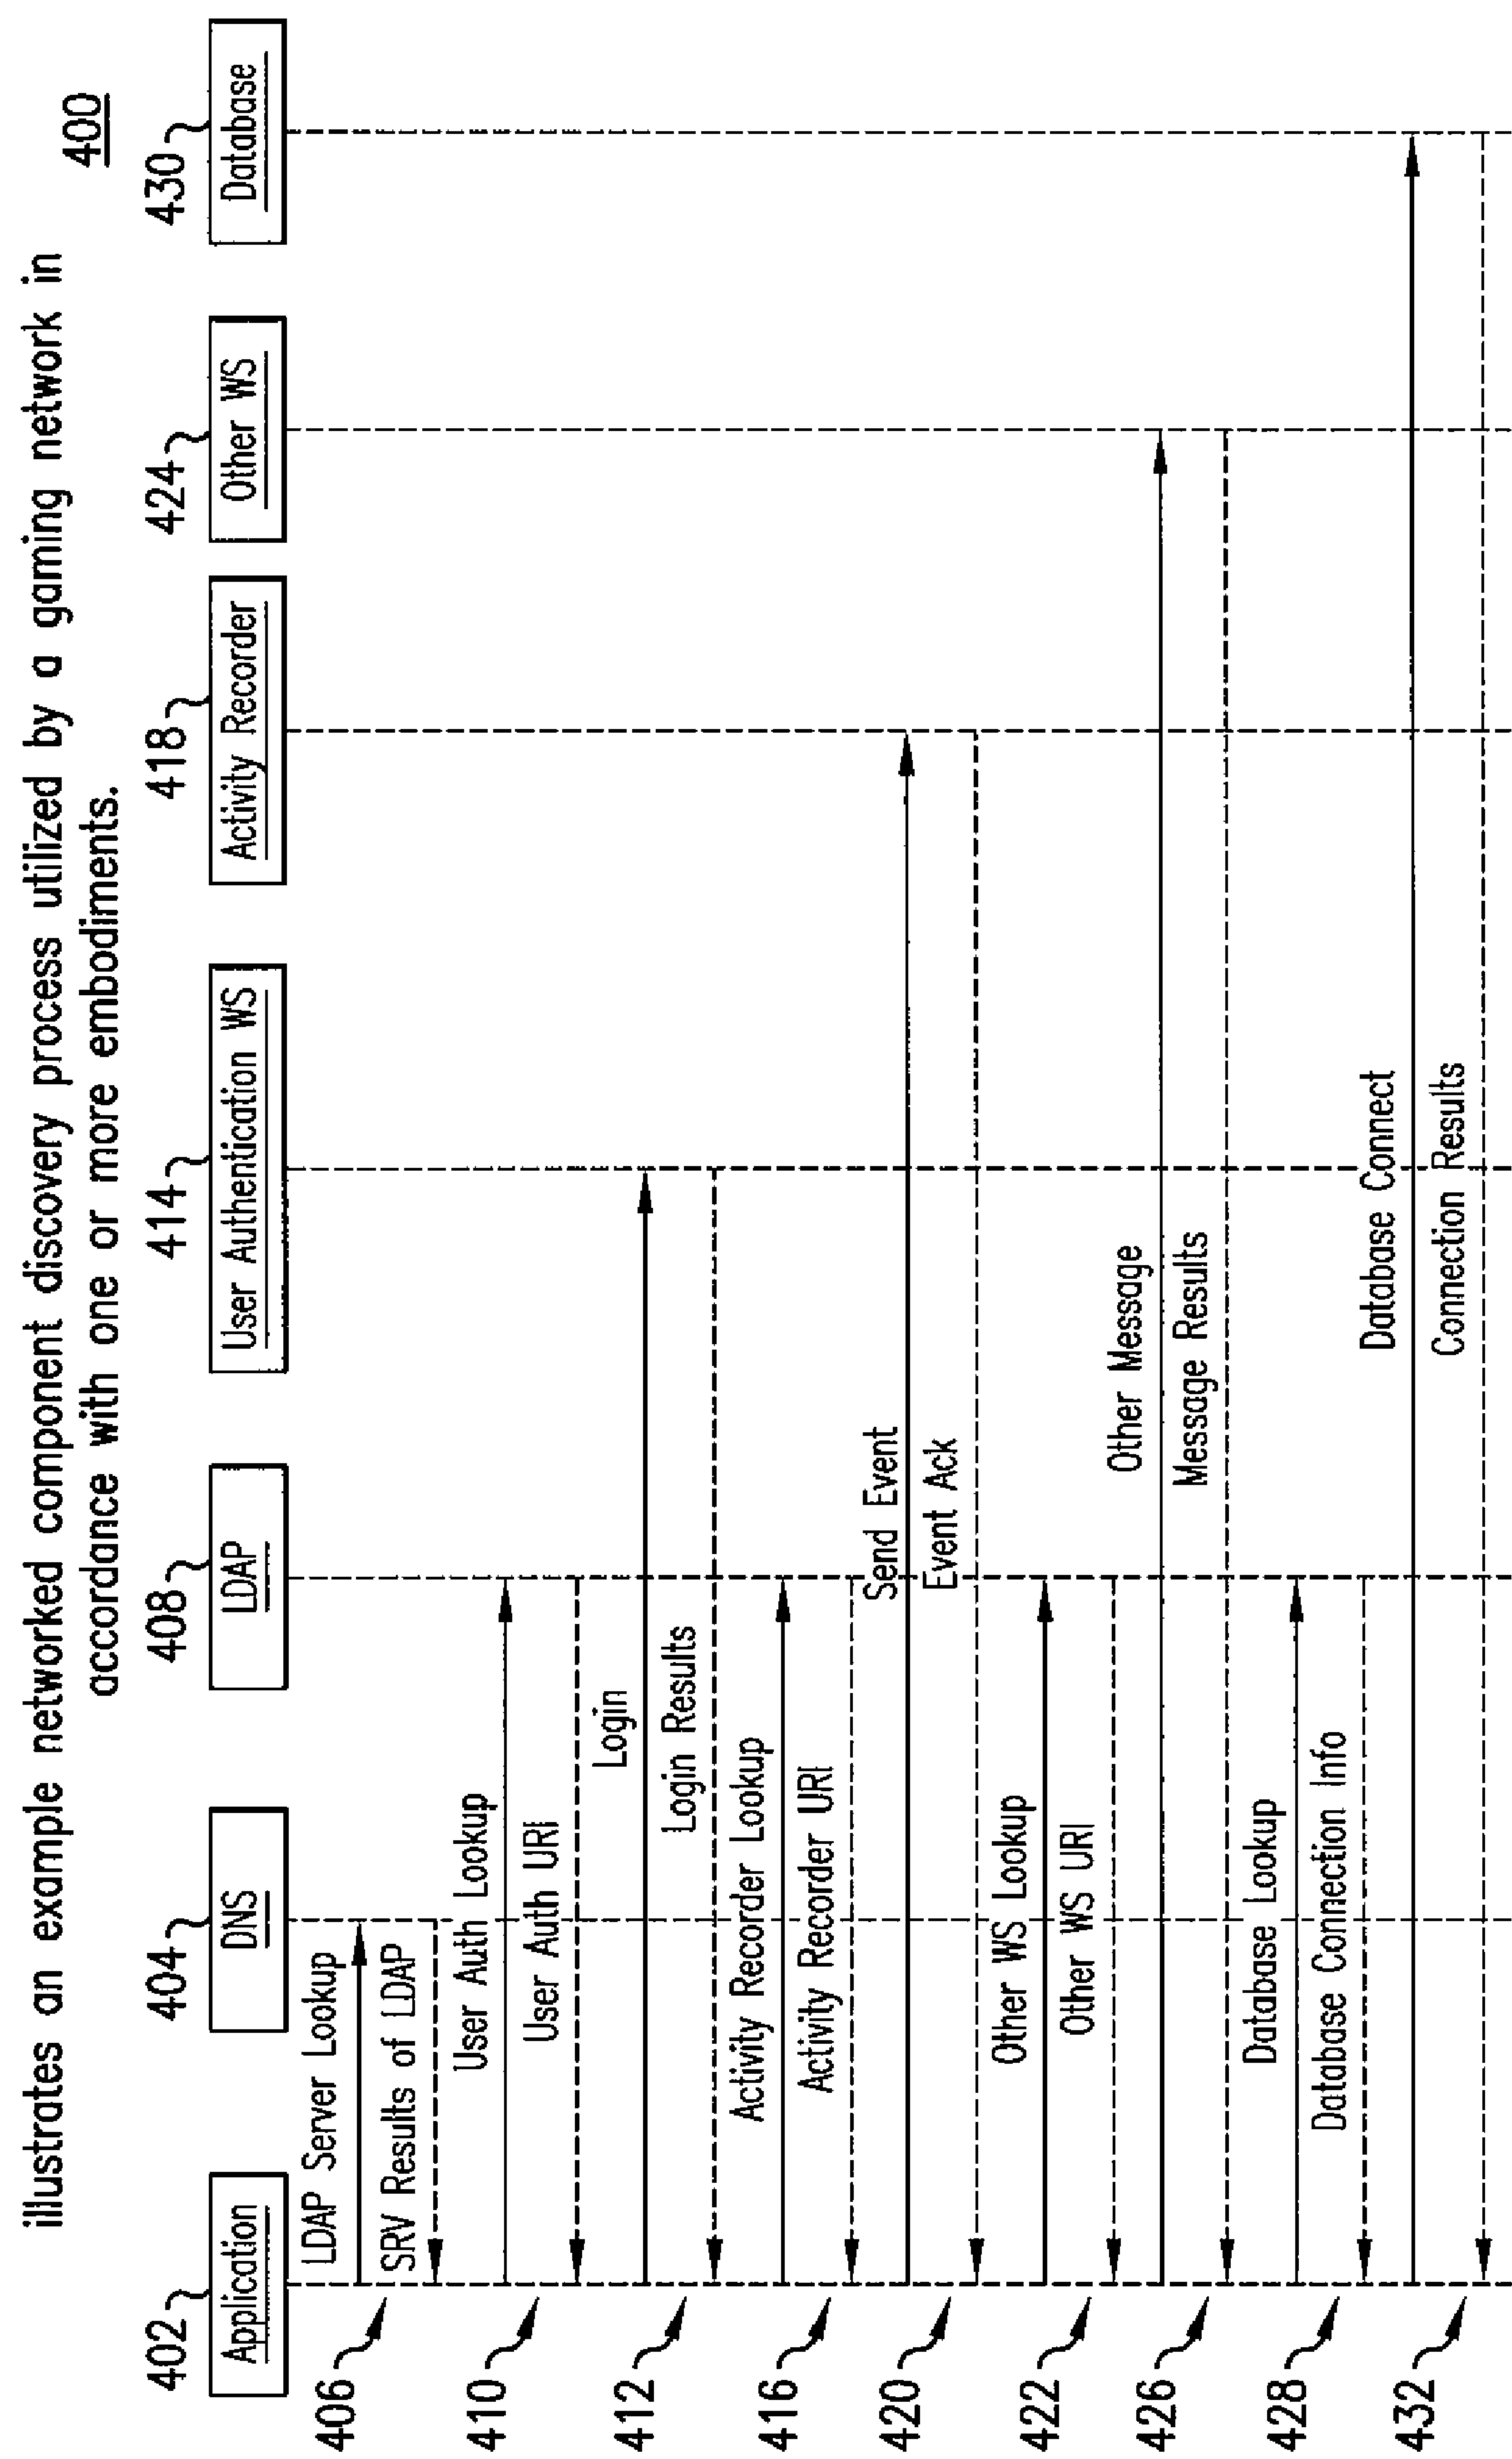 illustrates an example networked component discovery process utilized by a gaming network in
accordance with one or more embodiments.
400
402
404
408
414
418
424
430
Application
DNS
LDAP
User Authentication WS
Activity Recorder
Other WS
Database
406
LDAP Server Lookup
SRV Results of LDAP
410
User Auth Lookup
User Auth URI
412
Login
Login Results
416
Activity Recorder Lookup
Activity Recorder URI
420
Send Event
Event Ack
422
Other WS Lookup
Other WS URI
426
Other Message
Message Results
428
Database Lookup
Database Connection Info
432
Database Connect
Connection Results